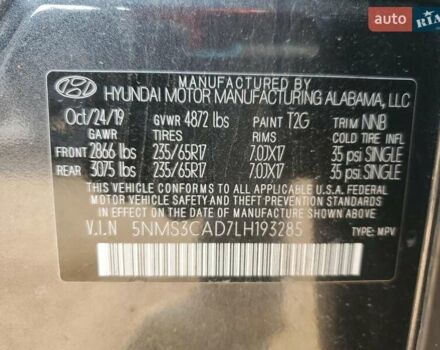 auto RIA
MANUFACTURED BY
HYUNDAI MOTOR MANUFACTURING ALABAMA, LLC
Oct/24/19 GVWR 4872 lbs PAINT T2G TRIM NNB
GAWR TIRES RIMS COLD TIRE INFL
FRONT 2866 lbs 235/65R17 7.0JX17 35 psi SINGLE
REAR 3075 lbs 235/65R17 7.0JX17 35 psi SINGLE
THIS VEHICLE CONFORMS TO ALL APPLICABLE U.S.A. FEDERAL
MOTOR VEHICLE SAFETY AND THEFT PREVENTION STANDARDS IN
EFFECT ON THE DATE OF MANUFACTURE SHOWN ABOVE.
V.I.N 5NMS3CAD7LH193285 TYPE: MPV